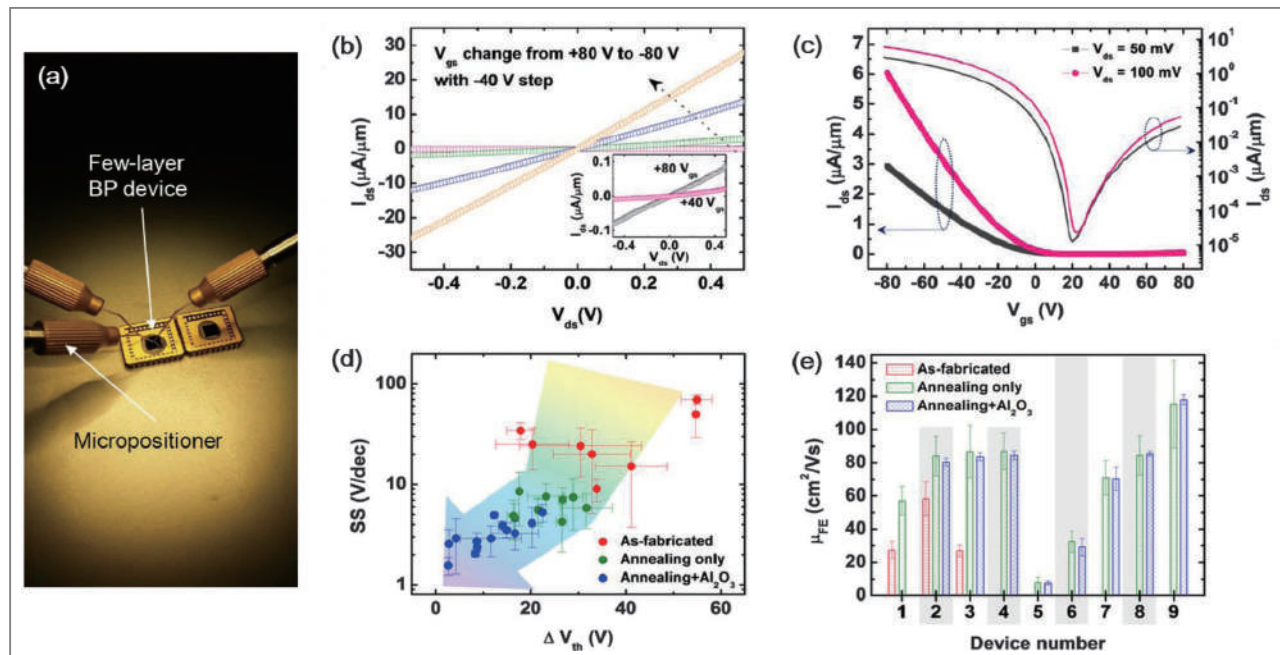 (a)
Few-layer
BP device
Micropositioner
(b)
V_gs change from +80 V to -80 V
with -40 V step
30
20
10
0
-10
-20
-30
I_ds (μA/μm)
-0.4
-0.2
0.0
0.2
0.4
V_ds(V)
0.1
0.0
-0.1
I_ds (μA/μm)
+80 V_gs
+40 V_gs
-0.4
0.0
0.4
V_ds (V)
(c)
V_ds = 50 mV
V_ds = 100 mV
7
6
5
4
3
2
1
0
I_ds (μA/μm)
10^1
10^0
10^-1
10^-2
10^-3
10^-4
10^-5
I_ds (μA/μm)
-80
-60
-40
-20
0
20
40
60
80
V_gs (V)
(d)
100
10
1
SS (V/dec)
As-fabricated
Annealing only
Annealing+Al_2O_3
0
20
40
60
Δ V_th (V)
(e)
As-fabricated
Annealing only
Annealing+Al_2O_3
140
120
100
80
60
40
20
0
μ_FE (cm^2/Vs)
1
2
3
4
5
6
7
8
9
Device number